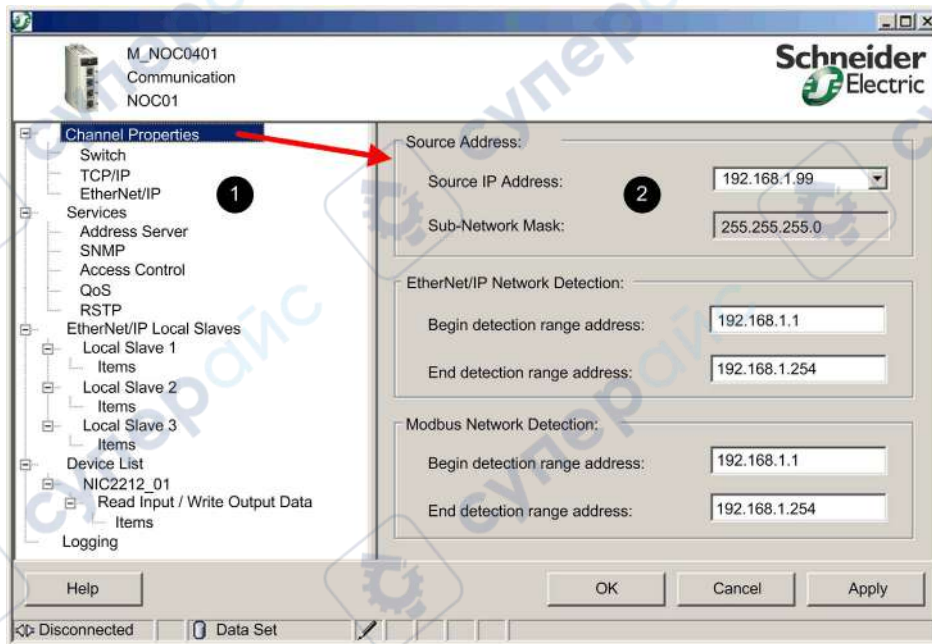 M_NOC0401
Communication
NOC01
Schneider
Electric
Channel Properties
Switch
TCP/IP
EtherNet/IP
1
Services
Address Server
SNMP
Access Control
QoS
RSTP
EtherNet/IP Local Slaves
Local Slave 1
Items
Local Slave 2
Items
Local Slave 3
Items
Device List
NIC2212_01
Read Input / Write Output Data
Items
Logging
Source Address:
Source IP Address: 192.168.1.99
2
Sub-Network Mask: 255.255.255.0
EtherNet/IP Network Detection:
Begin detection range address: 192.168.1.1
End detection range address: 192.168.1.254
Modbus Network Detection:
Begin detection range address: 192.168.1.1
End detection range address: 192.168.1.254
Help OK Cancel Apply
Disconnected Data Set
суперайс